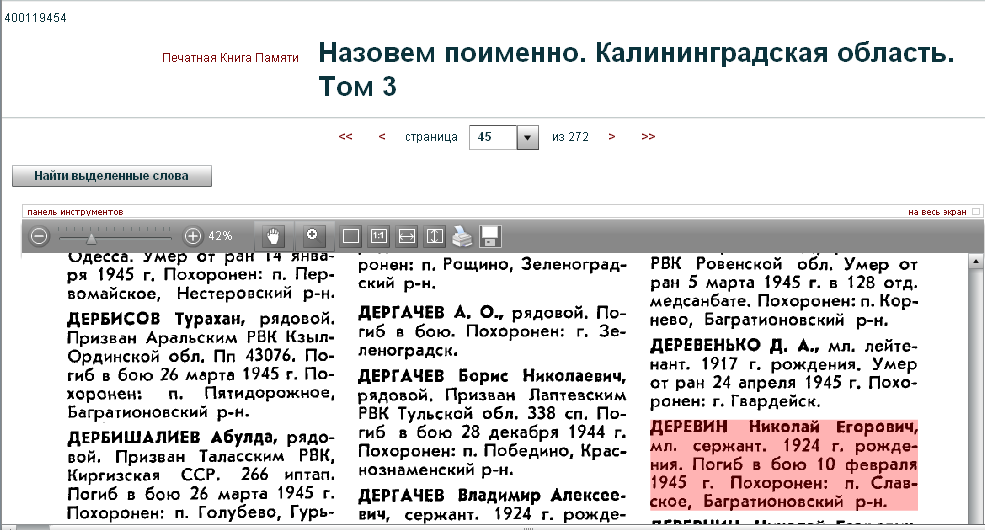 400119454
Печатная Книга Памяти
Назовем поименно. Калининградская область.
Том 3
<< < страница 45 из 272 > >>
Найти выделенные слова
панель инструментов
на весь экран
42%
1:1
Одесса. Умер от ран 14 янва-
ря 1945 г. Похоронен: п. Пер-
вомайское, Нестеровский р-н.
ДЕРБИСОВ Турахан, рядовой.
Призван Аральским РВК Кзыл-
Ординской обл. Пп 43076. По-
гиб в бою 26 марта 1945 г. По-
хоронен: п. Пятидорожное,
Багратионовский р-н.
ДЕРБИШАЛИЕВ Абулда, рядо-
вой. Призван Таласским РВК,
Киргизская ССР. 266 иптап.
Погиб в бою 26 марта 1945 г.
Похоронен: п. Голубево, Гурь-
ронен: п. Рощино, Зеленоград-
ский р-н.
ДЕРГАЧЕВ А. О., рядовой. По-
гиб в бою. Похоронен: г. Зе-
леноградск.
ДЕРГАЧЕВ Борис Николаевич,
рядовой. Призван Лаптевским
РВК Тульской обл. 338 сп. По-
гиб в бою 28 декабря 1944 г.
Похоронен: п. Победино, Крас-
нознаменский р-н.
ДЕРГАЧЕВ Владимир Алексее-
вич, сержант. 1924 г. рожде-
РВК Ровенской обл. Умер от
ран 5 марта 1945 г. в 128 отд.
медсанбате. Похоронен: п. Кор-
нево, Багратионовский р-н.
ДЕРЕВЕНЬКО Д. А., мл. лейте-
нант. 1917 г. рождения. Умер
от ран 24 апреля 1945 г. Похо-
ронен: г. Гвардейск.
ДЕРЕВИН Николай Егорович,
мл. сержант. 1924 г. рожде-
ния. Погиб в бою 10 февраля
1945 г. Похоронен: п. Слав-
ское, Багратионовский р-н.